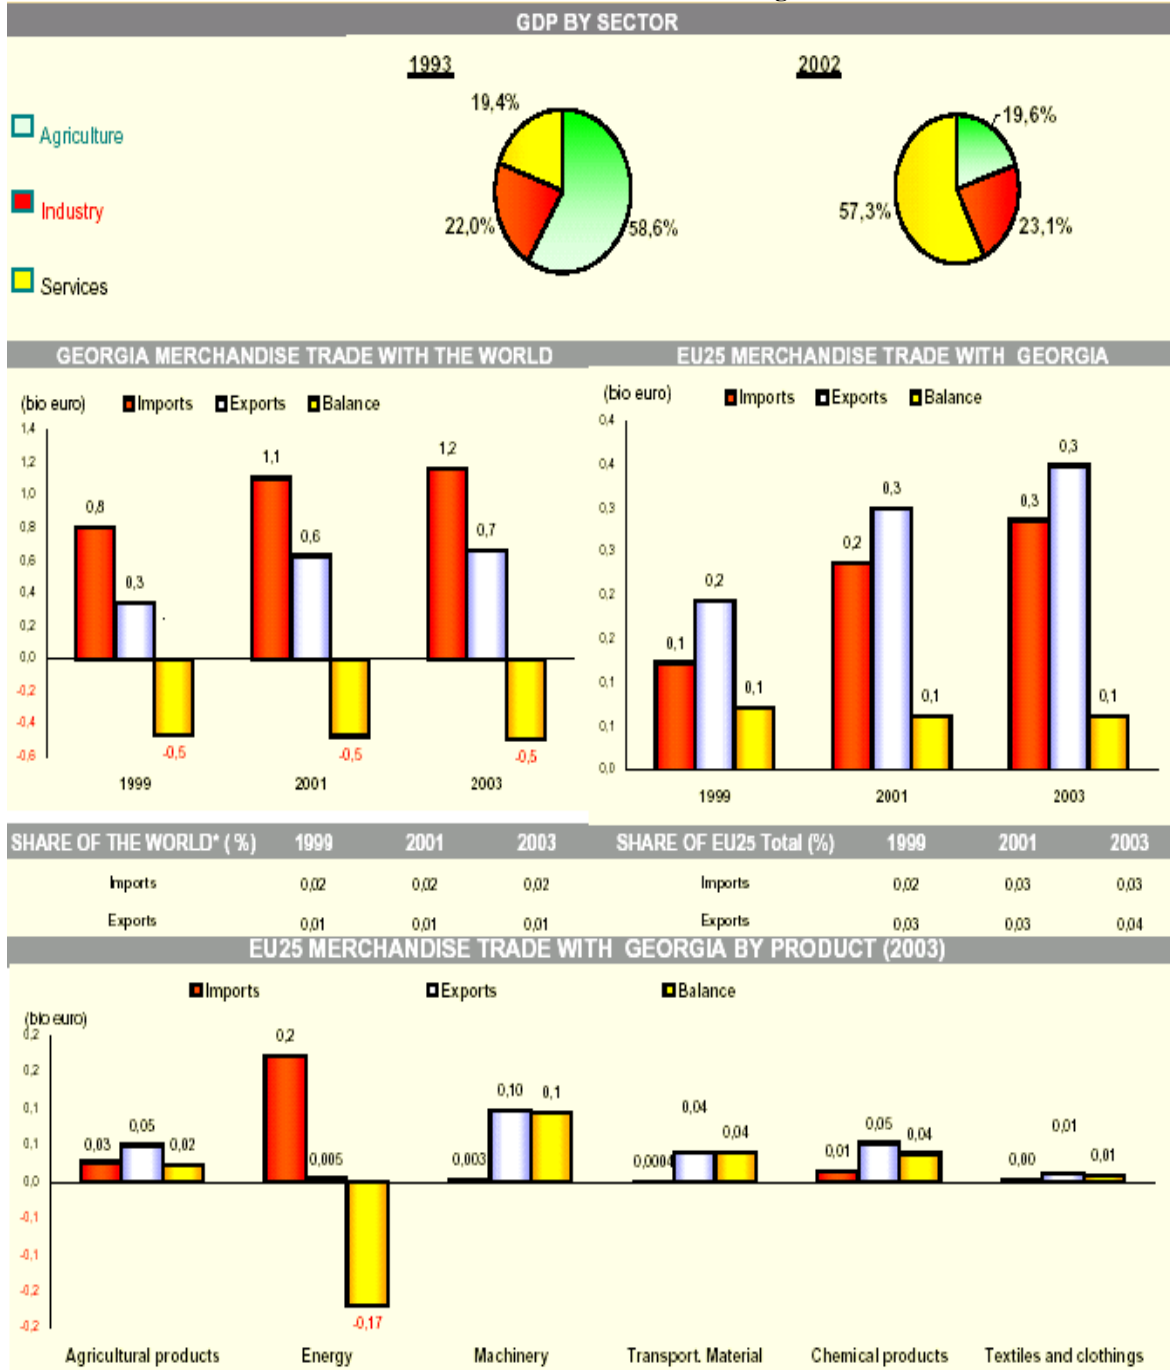 GDP BY SECTOR
1993
2002
Agriculture
Industry
Services
19,4%
22,0%
58,6%
19,6%
57,3%
23,1%
GEORGIA MERCHANDISE TRADE WITH THE WORLD
(bio euro) Imports Exports Balance
1,4
1,2
1,0
0,8
0,6
0,4
0,2
0,0
-0,2
-0,4
-0,6
0,8
0,3
-0,5
1,1
0,6
-0,5
1,2
0,7
-0,5
1999 2001 2003
EU25 MERCHANDISE TRADE WITH GEORGIA
(bio euro) Imports Exports Balance
0,4
0,4
0,3
0,3
0,2
0,2
0,1
0,1
0,0
0,1
0,2
0,1
0,2
0,3
0,1
0,3
0,3
0,1
1999 2001 2003
SHARE OF THE WORLD* ( %) 1999 2001 2003
Imports 0,02 0,02 0,02
Exports 0,01 0,01 0,01
SHARE OF EU25 Total (%) 1999 2001 2003
Imports 0,02 0,03 0,03
Exports 0,03 0,03 0,04
EU25 MERCHANDISE TRADE WITH GEORGIA BY PRODUCT (2003)
Imports Exports Balance
(bio euro)
0,2
0,2
0,1
0,1
0,0
-0,1
-0,1
-0,2
-0,2
0,03 0,05 0,02
0,2 0,005 -0,17
0,003 0,10 0,1
0,0004 0,04 0,04
0,01 0,05 0,04
0,00 0,01 0,01
Agricultural products Energy Machinery Transport. Material Chemical products Textiles and clothings